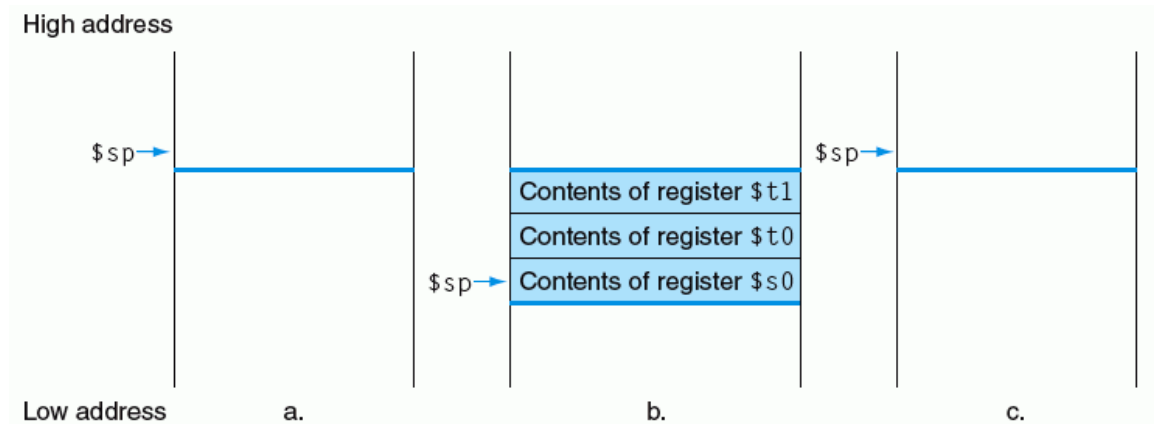 High address
$sp
$sp
Contents of register $t1
Contents of register $t0
$sp
Contents of register $s0
Low address
a.
b.
c.